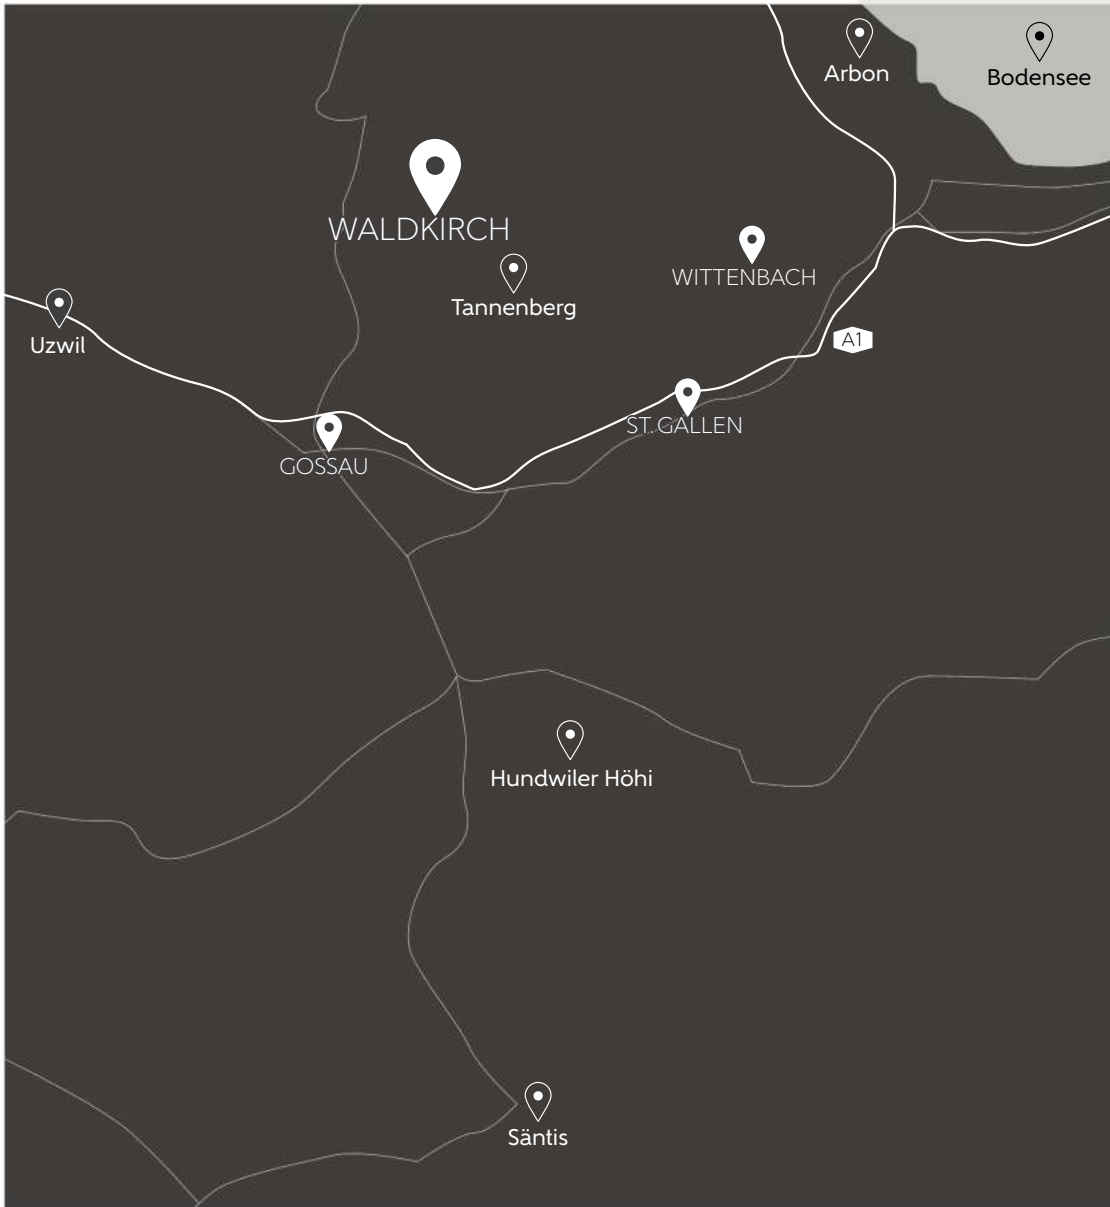 Arbon
Bodensee
WALDKIRCH
WITTENBACH
Tannenberg
Uzwil
A1
ST. GALLEN
GOSSAU
Hundwiler Höhi
Säntis